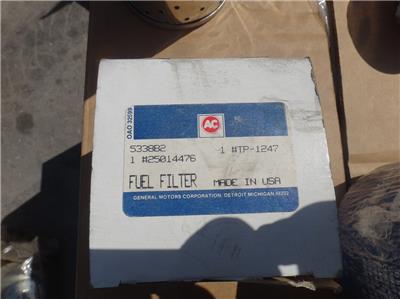 OAO 32599
AC
5338B2 1 #TP-1247
1 #25014476
FUEL FILTER MADE IN USA
GENERAL MOTORS CORPORATION, DETROIT MICHIGAN 48202